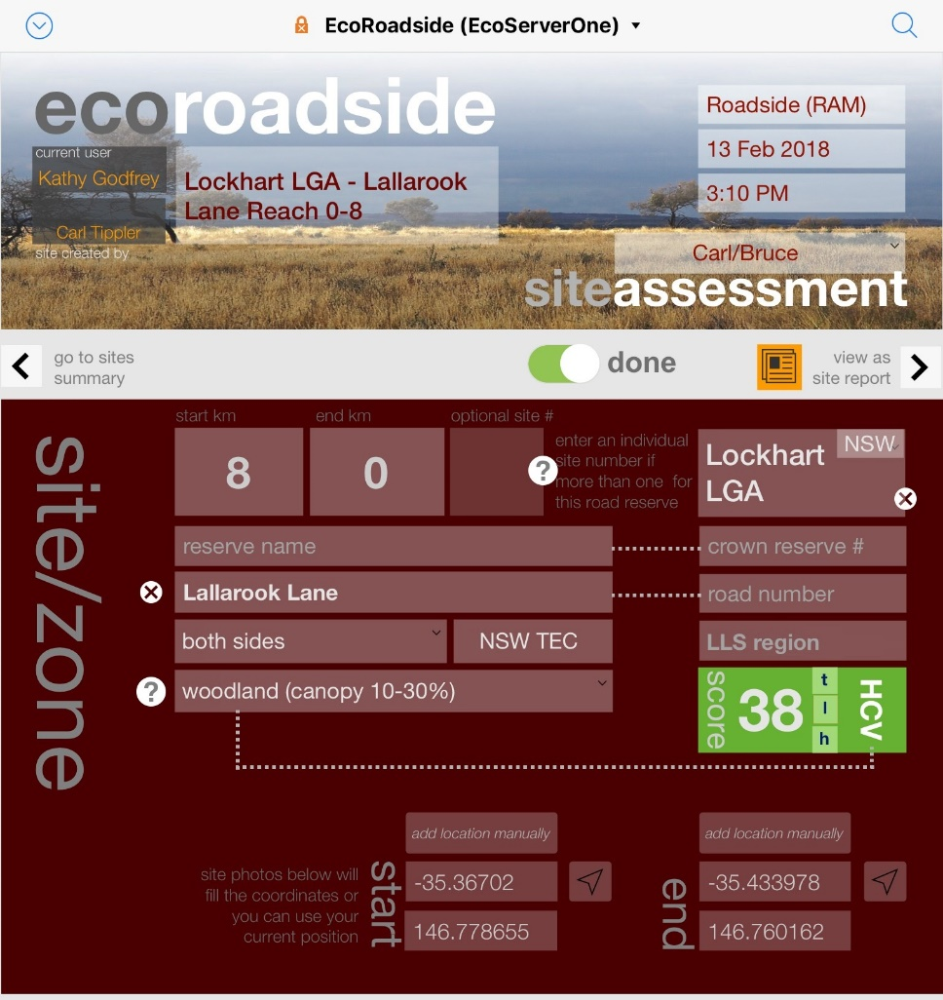 EcoRoadside (EcoServerOne)
ecoroadside
current user
Kathy Godfrey
Carl Tippler
site created by
Lockhart LGA - Lallarook
Lane Reach 0-8
Roadside (RAM)
13 Feb 2018
3:10 PM
Carl/Bruce
siteassessment
go to sites
summary
done
view as
site report
site/zone
start km
end km
optional site #
8
0
?
enter an individual
site number if
more than one for
this road reserve
Lockhart
LGA
NSW
reserve name
crown reserve #
Lallarook Lane
road number
both sides
NSW TEC
LLS region
?
woodland (canopy 10-30%)
score
38
t
l
h
HCV
add location manually
add location manually
site photos below will
fill the coordinates or
you can use your
current position
start
-35.36702
146.778655
end
-35.433978
146.760162